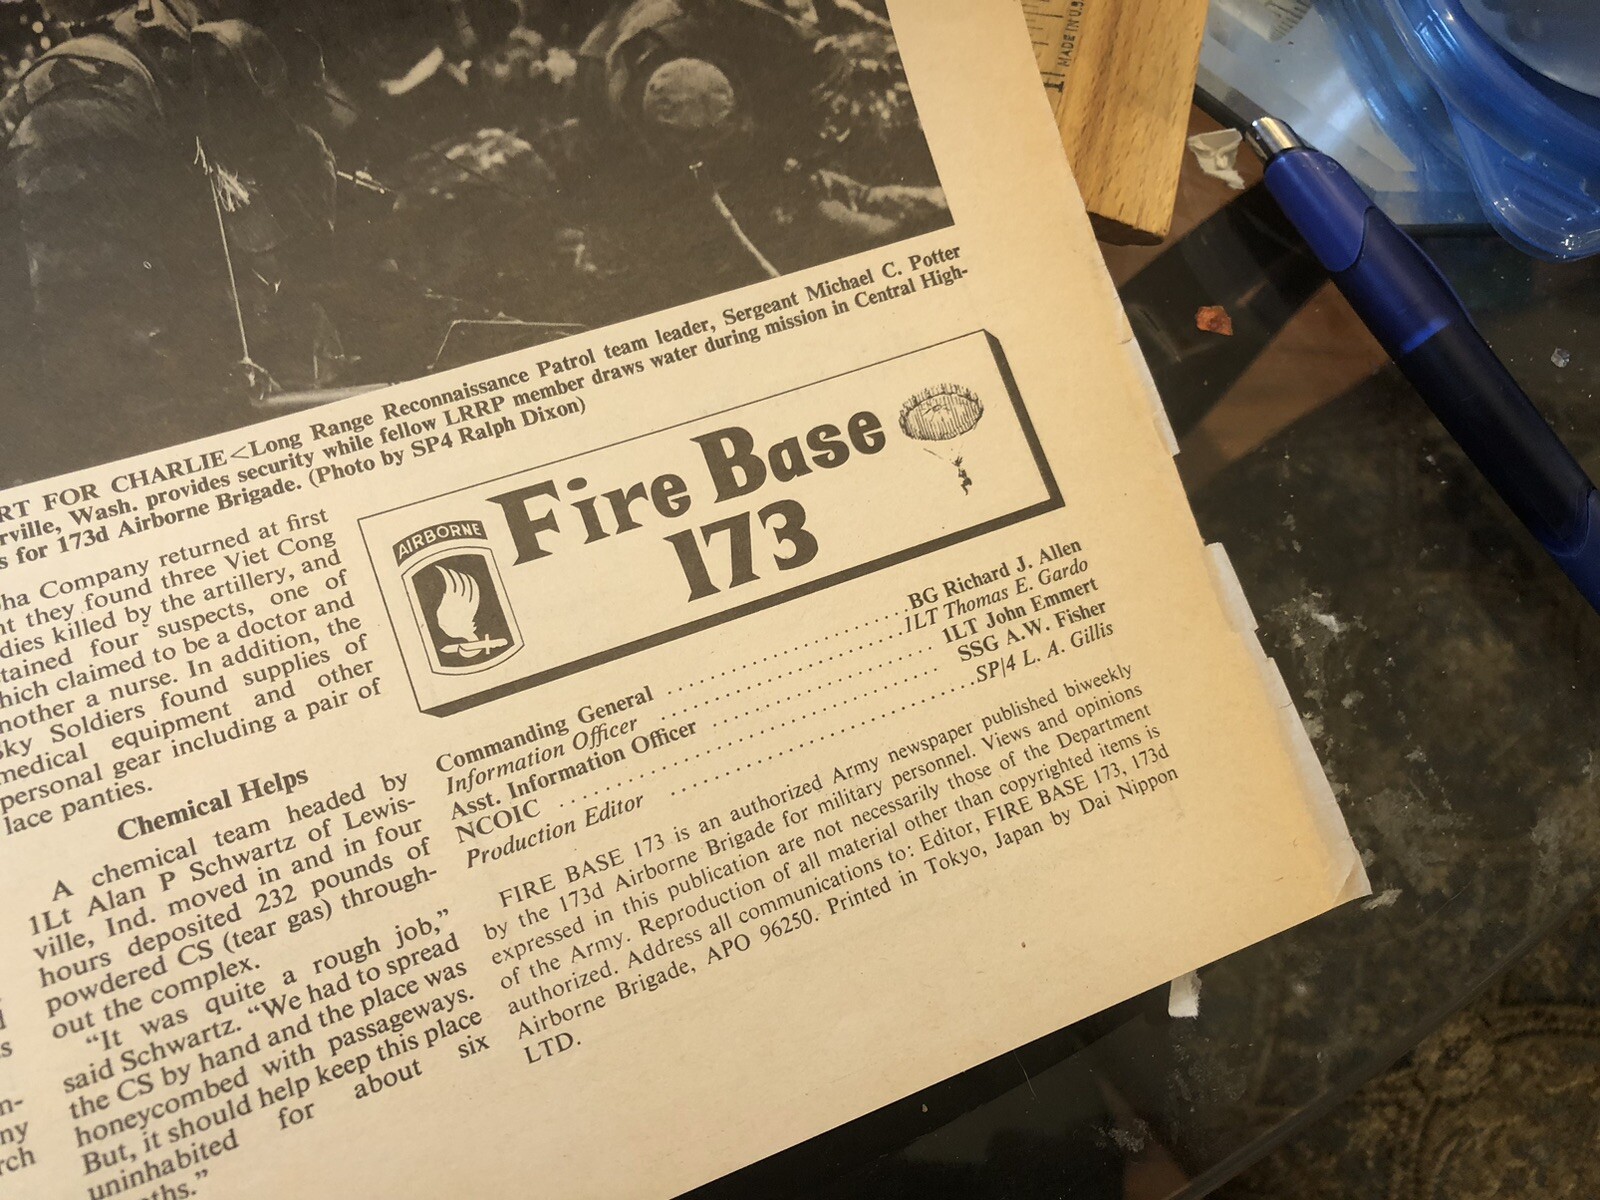 MADE IN U.S.
11
RT FOR CHARLIE<Long Range Reconnaissance Patrol team leader, Sergeant Michael C. Potter
rville, Wash. provides security while fellow LRRP member draws water during mission in Central High-
s for 173d Airborne Brigade. (Photo by SP4 Ralph Dixon)
ha Company returned at first
nt they found three Viet Cong
dies killed by the artillery, and
tained four suspects, one of
hich claimed to be a doctor and
nother a nurse. In addition, the
ky Soldiers found supplies of
medical equipment and other
personal gear including a pair of
lace panties.
Chemical Helps
A chemical team headed by
1Lt Alan P Schwartz of Lewis-
ville, Ind. moved in and in four
hours deposited 232 pounds of
powdered CS (tear gas) through-
out the complex.
“It was quite a rough job,”
said Schwartz. “We had to spread
the CS by hand and the place was
honeycombed with passageways.
But, it should help keep this place
uninhabited for about six
ths.”
AIRBORNE
Fire Base
173
Commanding General ........ BG Richard J. Allen
Information Officer ........ 1LT Thomas E. Gardo
Asst. Information Officer ........ 1LT John Emmert
NCOIC ........ SSG A.W. Fisher
Production Editor ........ SP|4 L. A. Gillis
FIRE BASE 173 is an authorized Army newspaper published biweekly
by the 173d Airborne Brigade for military personnel. Views and opinions
expressed in this publication are not necessarily those of the Department
of the Army. Reproduction of all material other than copyrighted items is
authorized. Address all communications to: Editor, FIRE BASE 173, 173d
Airborne Brigade, APO 96250. Printed in Tokyo, Japan by Dai Nippon
LTD.